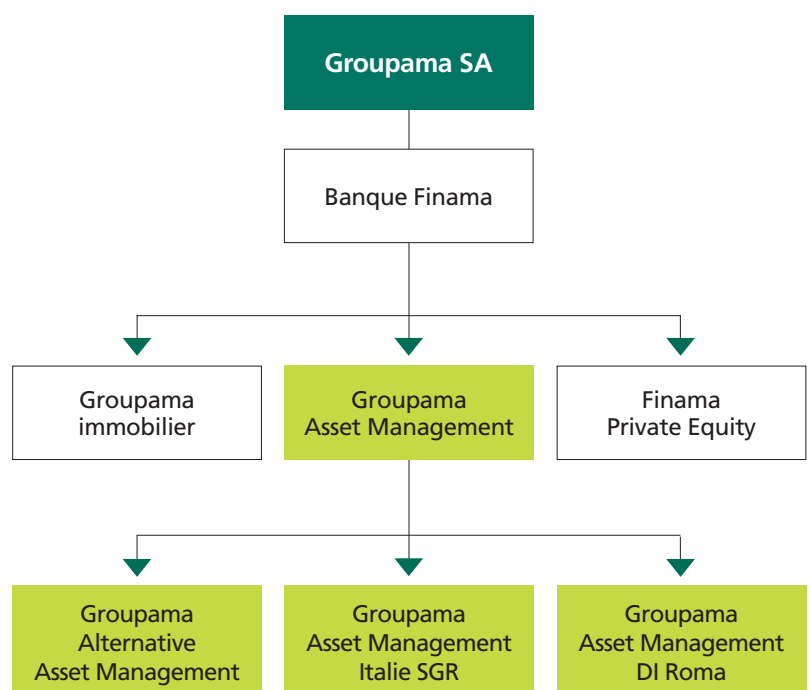 Groupama SA
Banque Finama
Groupama
immobilier
Groupama
Asset Management
Finama
Private Equity
Groupama
Alternative
Asset Management
Groupama
Asset Management
Italie SGR
Groupama
Asset Management
DI Roma